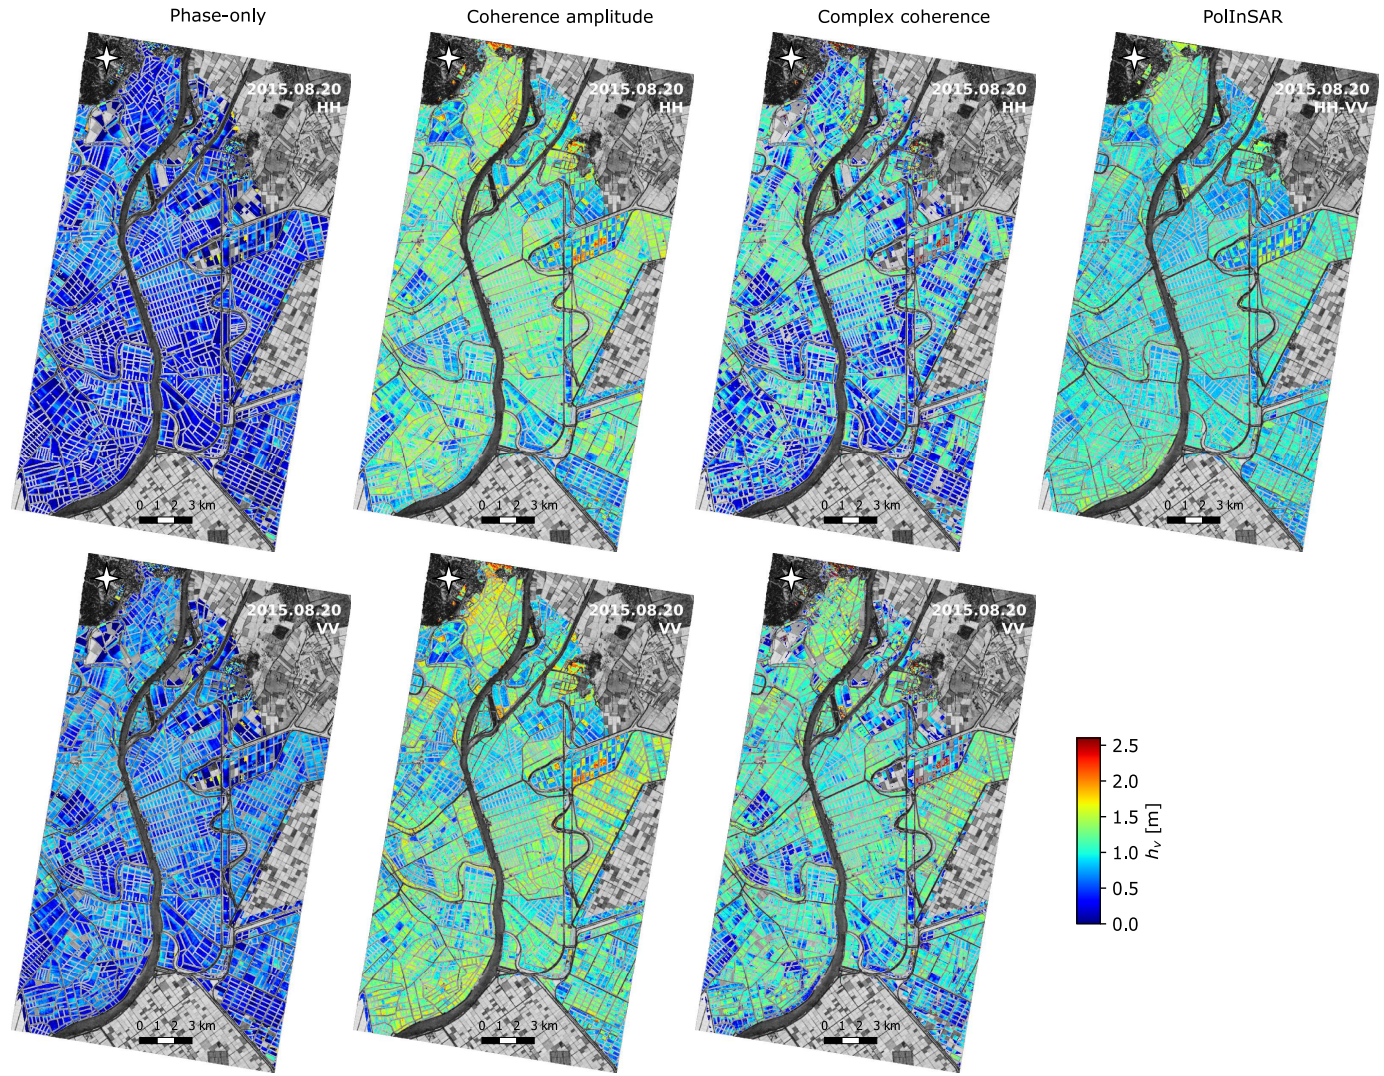 Phase-only
Coherence amplitude
Complex coherence
PolInSAR
2015.08.20
HH
2015.08.20
HH
2015.08.20
HH
2015.08.20
HH-VV
0 1 2 3 km
0 1 2 3 km
0 1 2 3 km
0 1 2 3 km
2015.08.20
VV
2015.08.20
VV
2015.08.20
VV
2.5
2.0
1.5
1.0
0.5
0.0
hv [m]
0 1 2 3 km
0 1 2 3 km
0 1 2 3 km